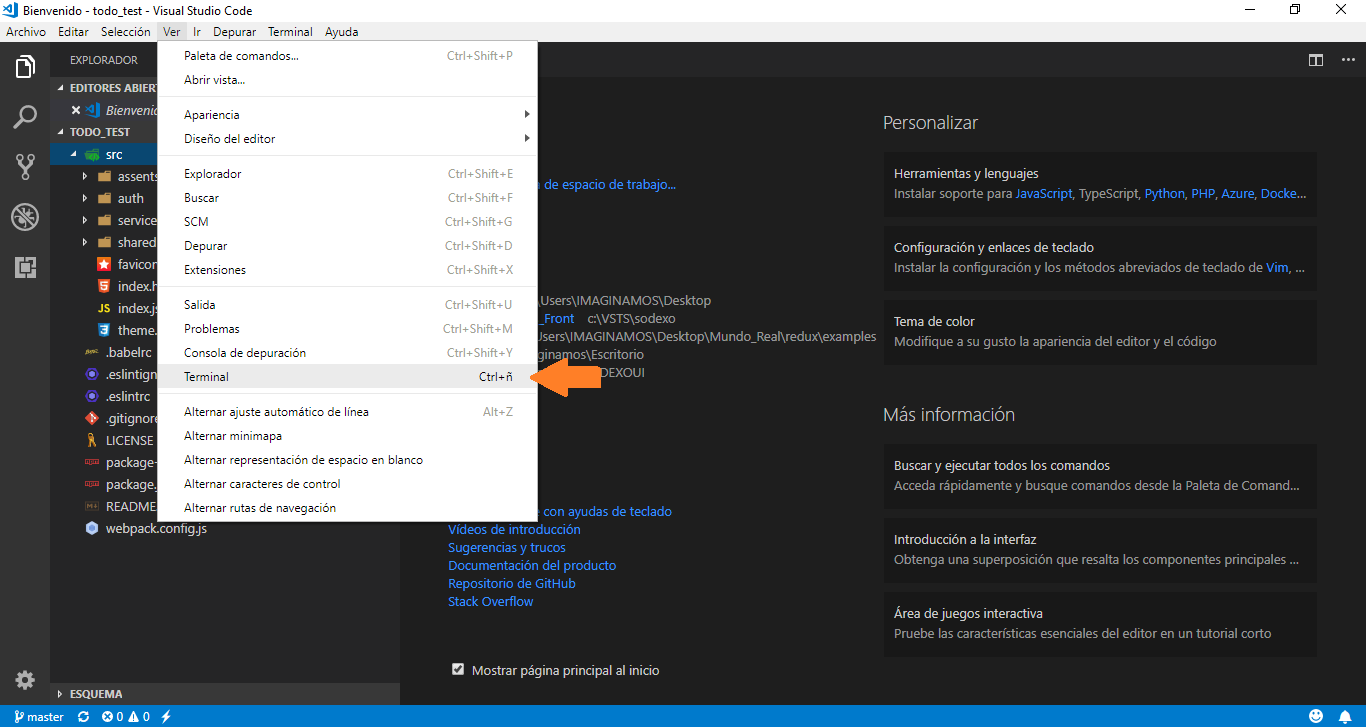 Bienvenido - todo_test - Visual Studio Code
Archivo Editar Selección Ver Ir Depurar Terminal Ayuda
EXPLORADOR
EDITORES ABIER
Bienvenid
TODO_TEST
src
assents
auth
service
shared
favicon
index.h
index.js
theme.
.babelrc
.eslintign
.eslintrc
.gitignore
LICENSE
package-
package.
README
webpack.config.js
ESQUEMA
Paleta de comandos... Ctrl+Shift+P
Abrir vista...
Apariencia
Diseño del editor
Explorador Ctrl+Shift+E
Buscar Ctrl+Shift+F
SCM Ctrl+Shift+G
Depurar Ctrl+Shift+D
Extensiones Ctrl+Shift+X
Salida Ctrl+Shift+U
Problemas Ctrl+Shift+M
Consola de depuración Ctrl+Shift+Y
Terminal Ctrl+ñ
Alternar ajuste automático de línea Alt+Z
Alternar minimapa
Alternar representación de espacio en blanco
Alternar caracteres de control
Alternar rutas de navegación
de espacio de trabajo...
\Users\IMAGINAMOS\Desktop
_Front c:\VSTS\sodexo
Users\IMAGINAMOS\Desktop\Mundo_Real\redux\examples
ginamos\Escritorio
DEXOUI
con ayudas de teclado
Vídeos de introducción
Sugerencias y trucos
Documentación del producto
Repositorio de GitHub
Stack Overflow
Mostrar página principal al inicio
Personalizar
Herramientas y lenguajes
Instalar soporte para JavaScript, TypeScript, Python, PHP, Azure, Docke...
Configuración y enlaces de teclado
Instalar la configuración y los métodos abreviados de teclado de Vim, ...
Tema de color
Modifique a su gusto la apariencia del editor y el código
Más información
Buscar y ejecutar todos los comandos
Acceda rápidamente y busque comandos desde la Paleta de Comand...
Introducción a la interfaz
Obtenga una superposición que resalta los componentes principales ...
Área de juegos interactiva
Pruebe las características esenciales del editor en un tutorial corto
master 0 0